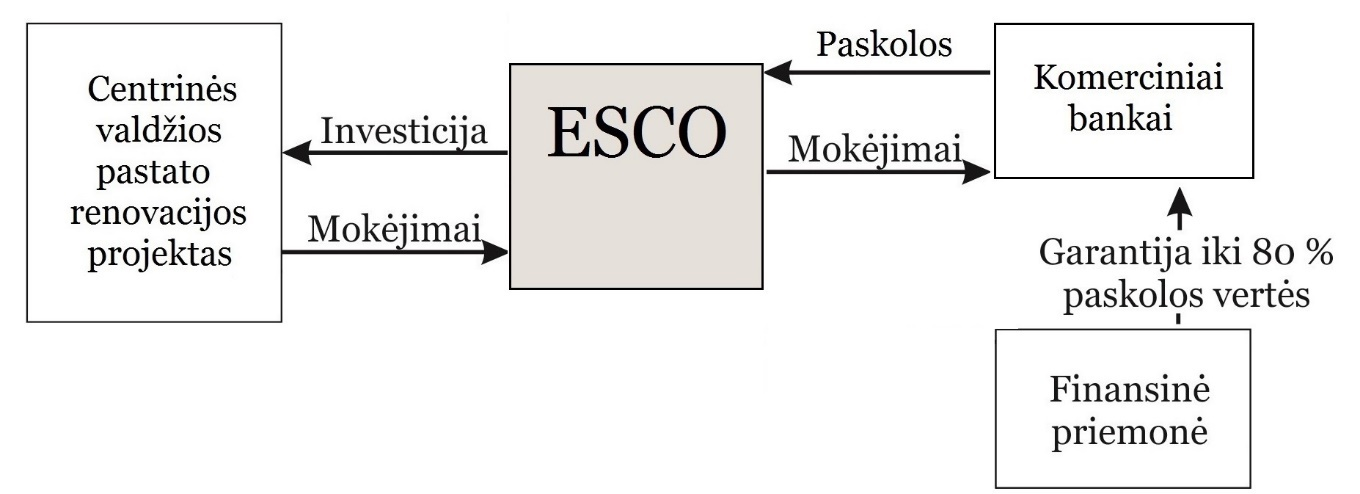 Centrinės
valdžios
pastato
renovacijos
projektas
Investicija
Mokėjimai
ESCO
Paskolos
Mokėjimai
Komerciniai
bankai
Garantija iki 80 %
paskolos vertės
Finansinė
priemonė